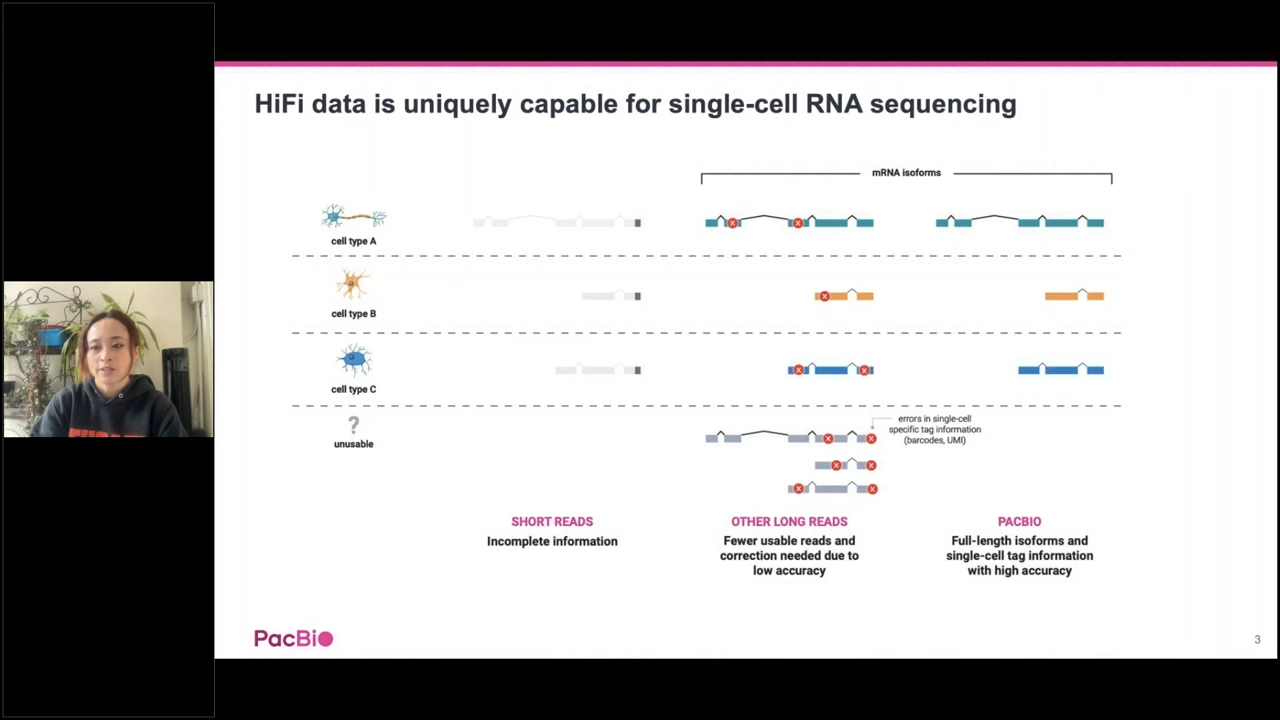 HiFi data is uniquely capable for single-cell RNA sequencing
mRNA isoforms
cell type A
cell type B
cell type C
?
unusable
errors in single-cell
specific tag information
(barcodes, UMI)
SHORT READS
Incomplete information
OTHER LONG READS
Fewer usable reads and
correction needed due to
low accuracy
PACBIO
Full-length isoforms and
single-cell tag information
with high accuracy
PacBio
3